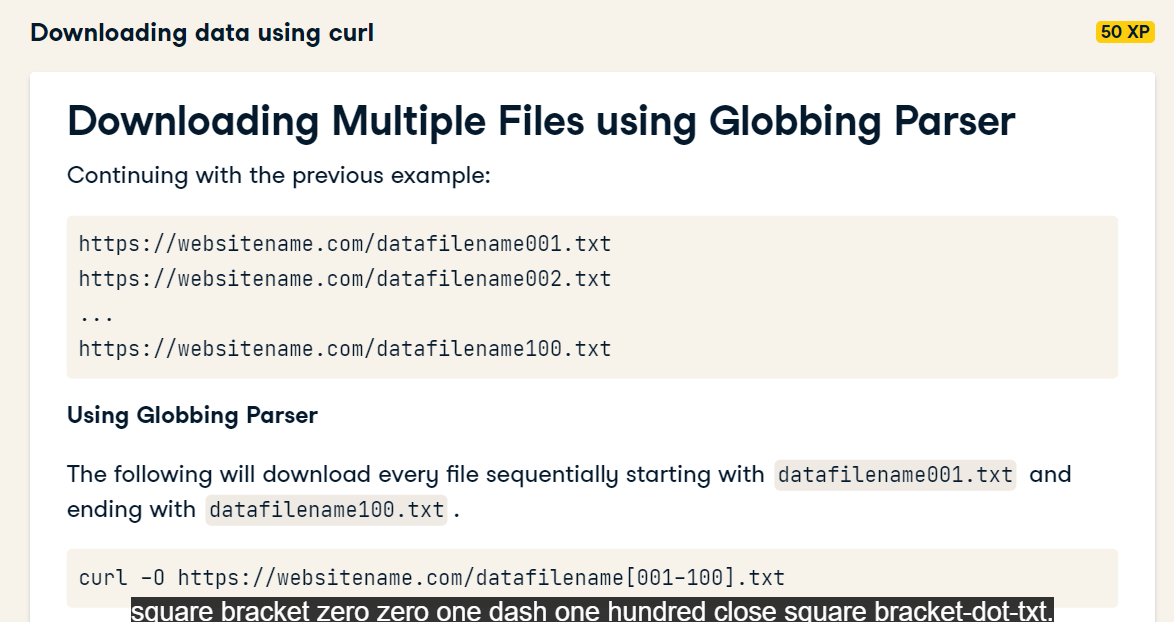 Downloading data using curl
50 XP
Downloading Multiple Files using Globbing Parser
Continuing with the previous example:
https://websitename.com/datafilename001.txt
https://websitename.com/datafilename002.txt
...
https://websitename.com/datafilename100.txt
Using Globbing Parser
The following will download every file sequentially starting with datafilename001.txt and
ending with datafilename100.txt .
curl -O https://websitename.com/datafilename[001-100].txt
square bracket zero zero one dash one hundred close square bracket-dot-txt.